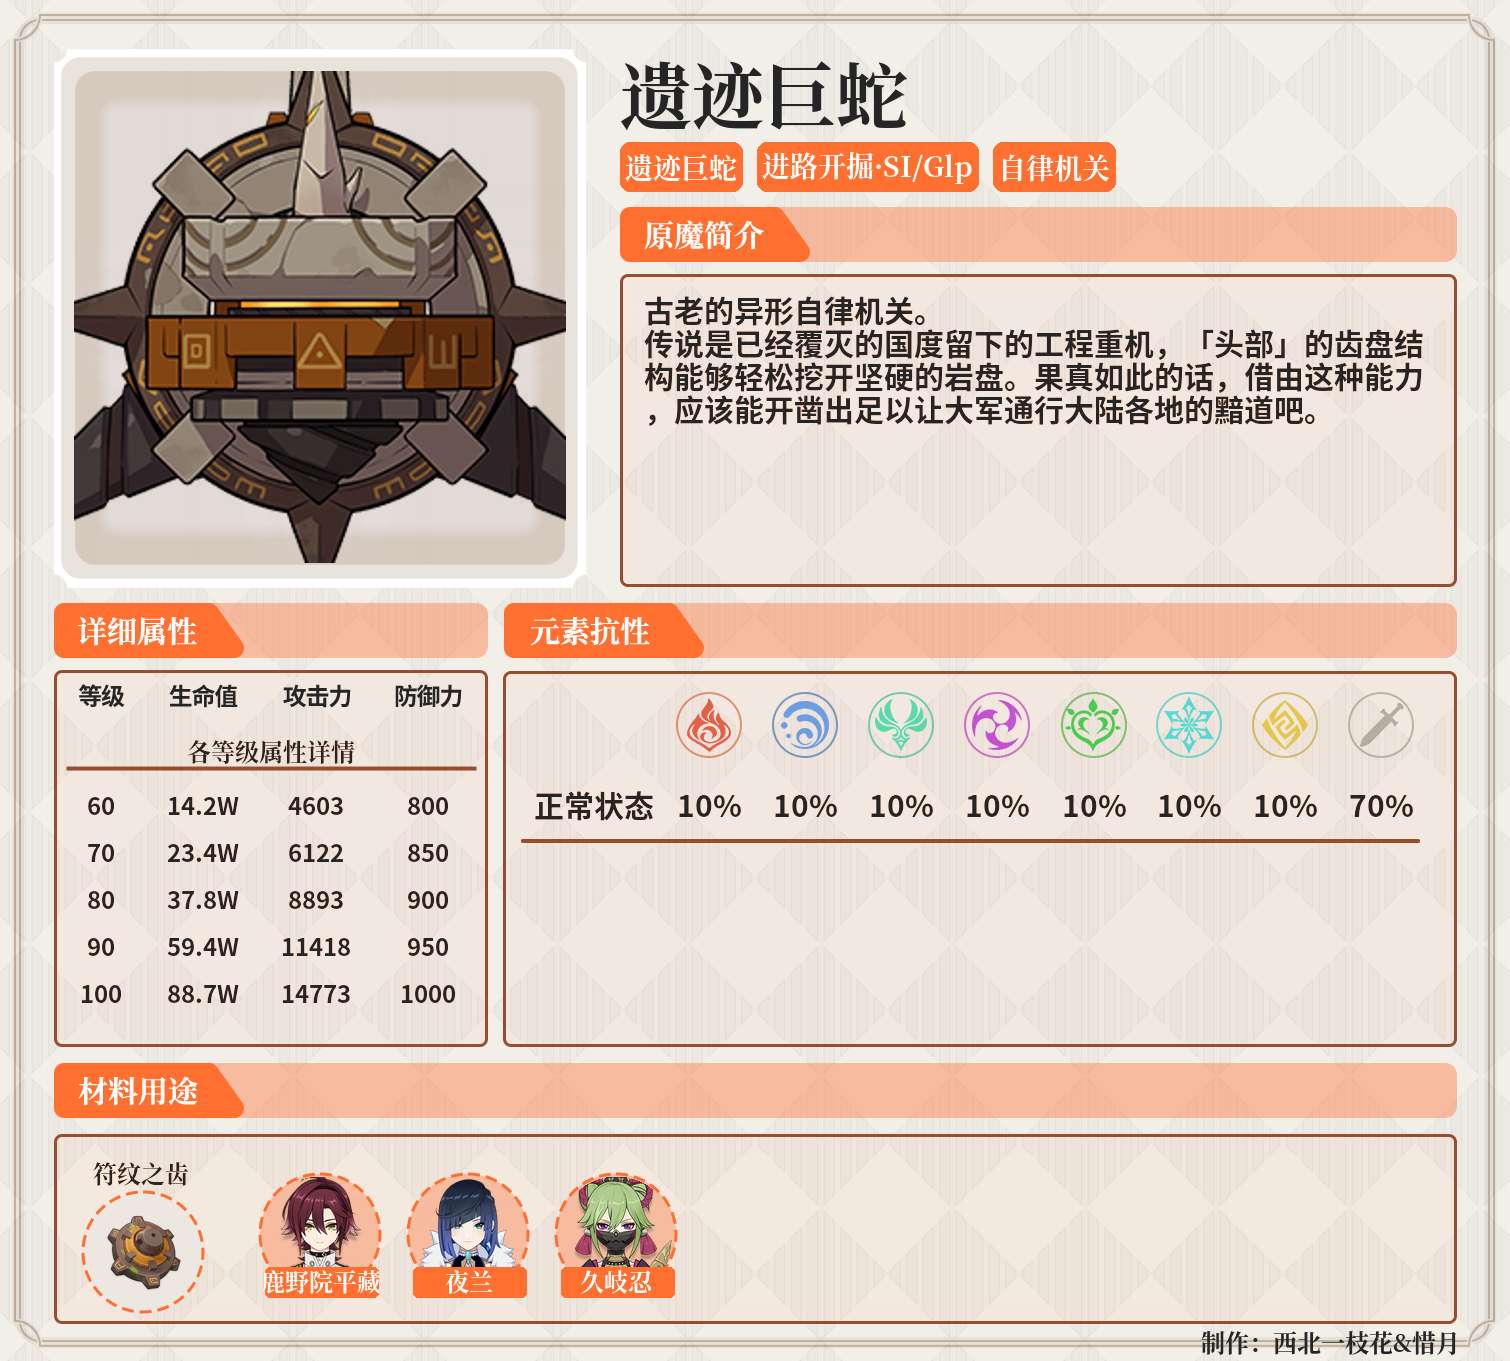 遗迹巨蛇
遗迹巨蛇 进路开掘·SI/Glp 自律机关
原魔简介
古老的异形自律机关。
传说是已经覆灭的国度留下的工程重机，「头部」的齿盘结
构能够轻松挖开坚硬的岩盘。果真如此的话，借由这种能力
，应该能开凿出足以让大军通行大陆各地的黯道吧。
详细属性
等级 生命值 攻击力 防御力
各等级属性详情
60 14.2W 4603 800
70 23.4W 6122 850
80 37.8W 8893 900
90 59.4W 11418 950
100 88.7W 14773 1000
元素抗性
正常状态 10% 10% 10% 10% 10% 10% 10% 70%
材料用途
符纹之齿
鹿野院平藏 夜兰 久岐忍
制作：西北一枝花&惜月